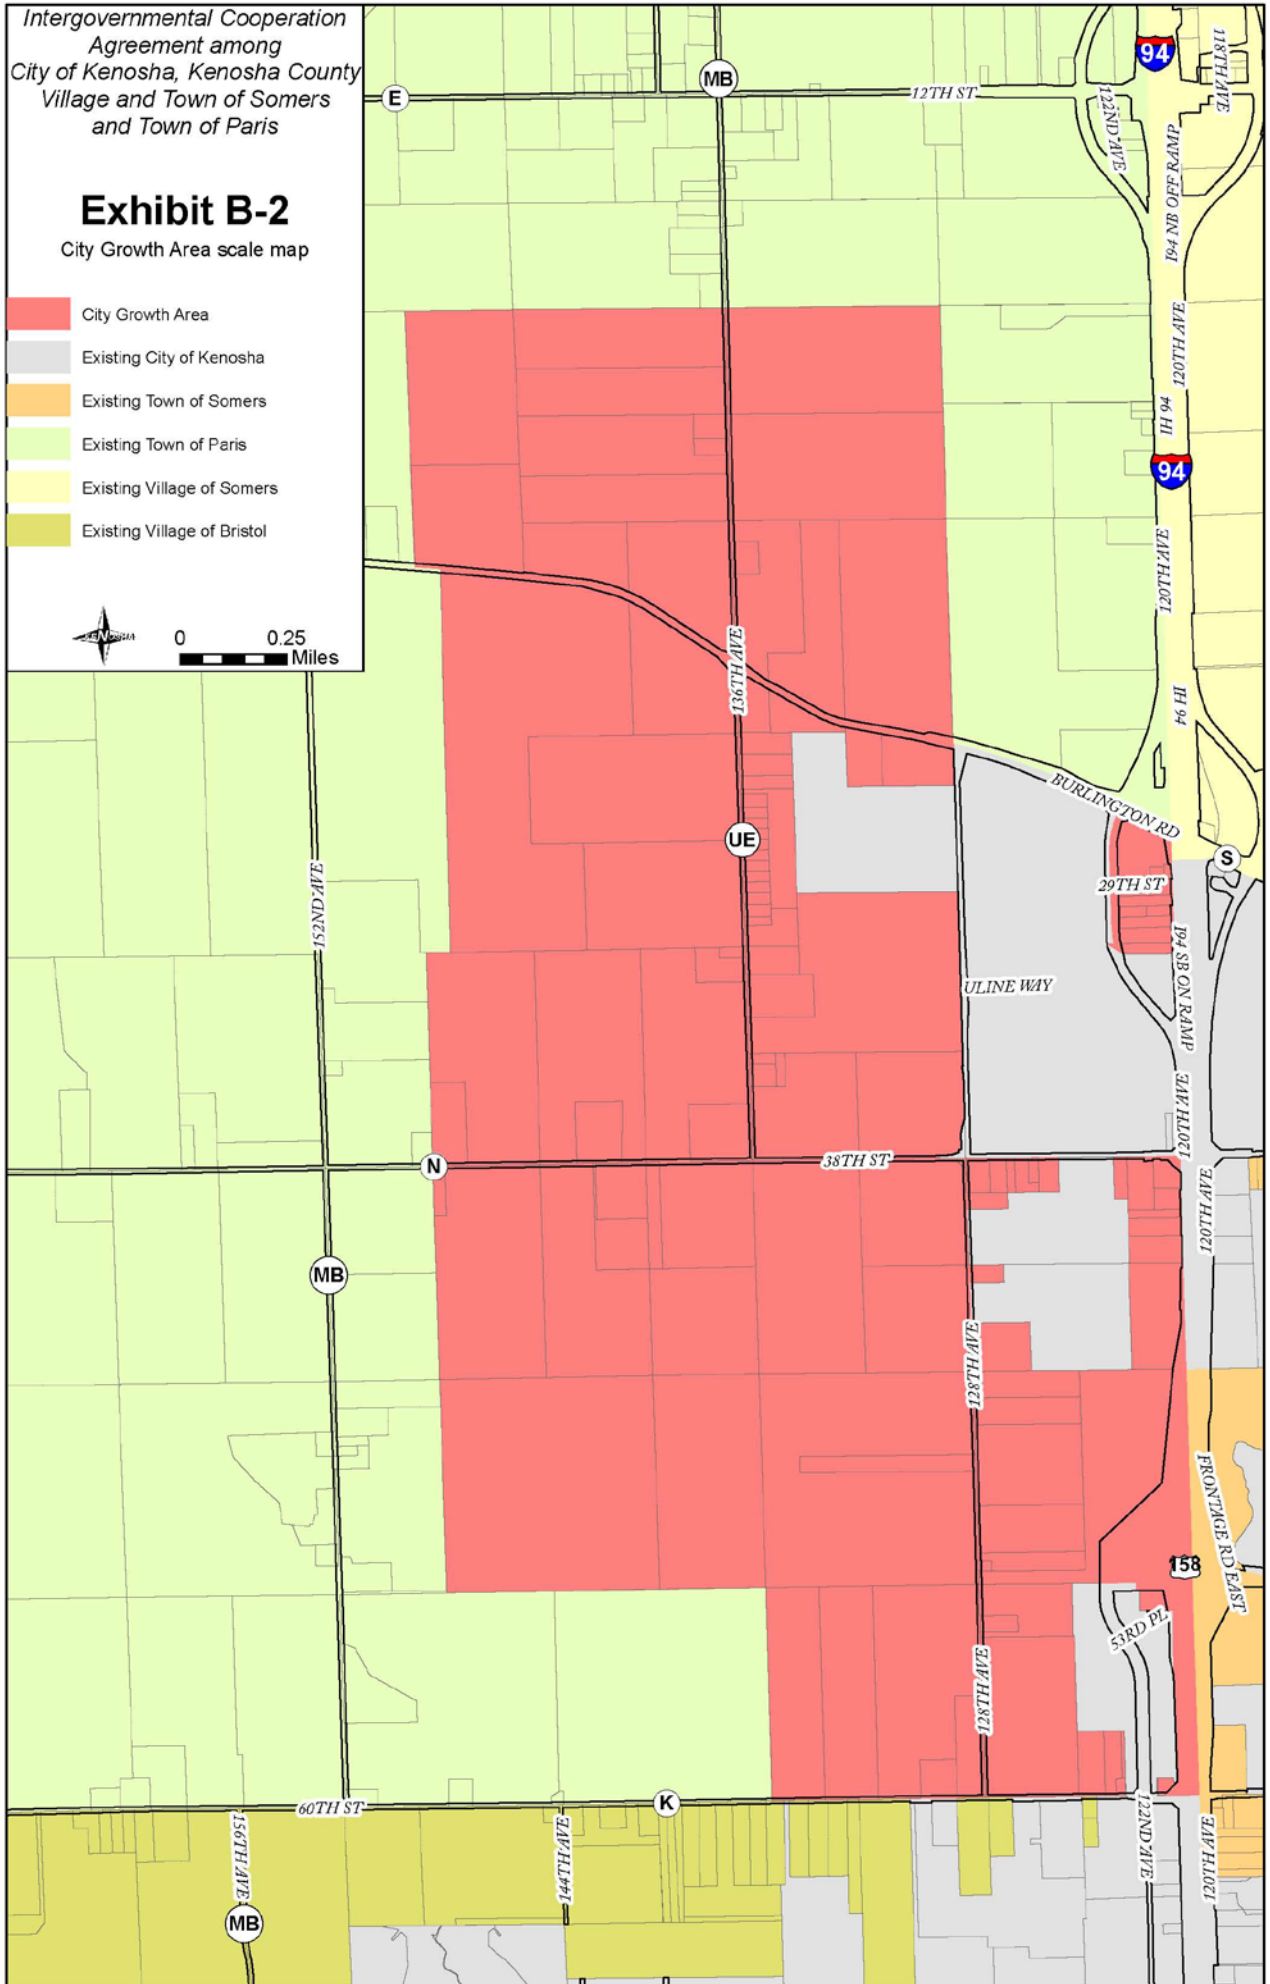 Intergovernmental Cooperation
Agreement among
City of Kenosha, Kenosha County
Village and Town of Somers
and Town of Paris
Exhibit B-2
City Growth Area scale map
City Growth Area
Existing City of Kenosha
Existing Town of Somers
Existing Town of Paris
Existing Village of Somers
Existing Village of Bristol
KENOSHA
0 0.25
Miles
E
MB
12TH ST
94
118TH AVE
122ND AVE
I94 NB OFF RAMP
120TH AVE
IH 94
94
120TH AVE
136TH AVE
IH 94
BURLINGTON RD
UE
S
29TH ST
152ND AVE
I94 SB ON RAMP
ULINE WAY
120TH AVE
N
38TH ST
120TH AVE
MB
128TH AVE
FRONTAGE RD EAST
158
53RD PL
128TH AVE
K
60TH ST
156TH AVE
144TH AVE
122ND AVE
120TH AVE
MB